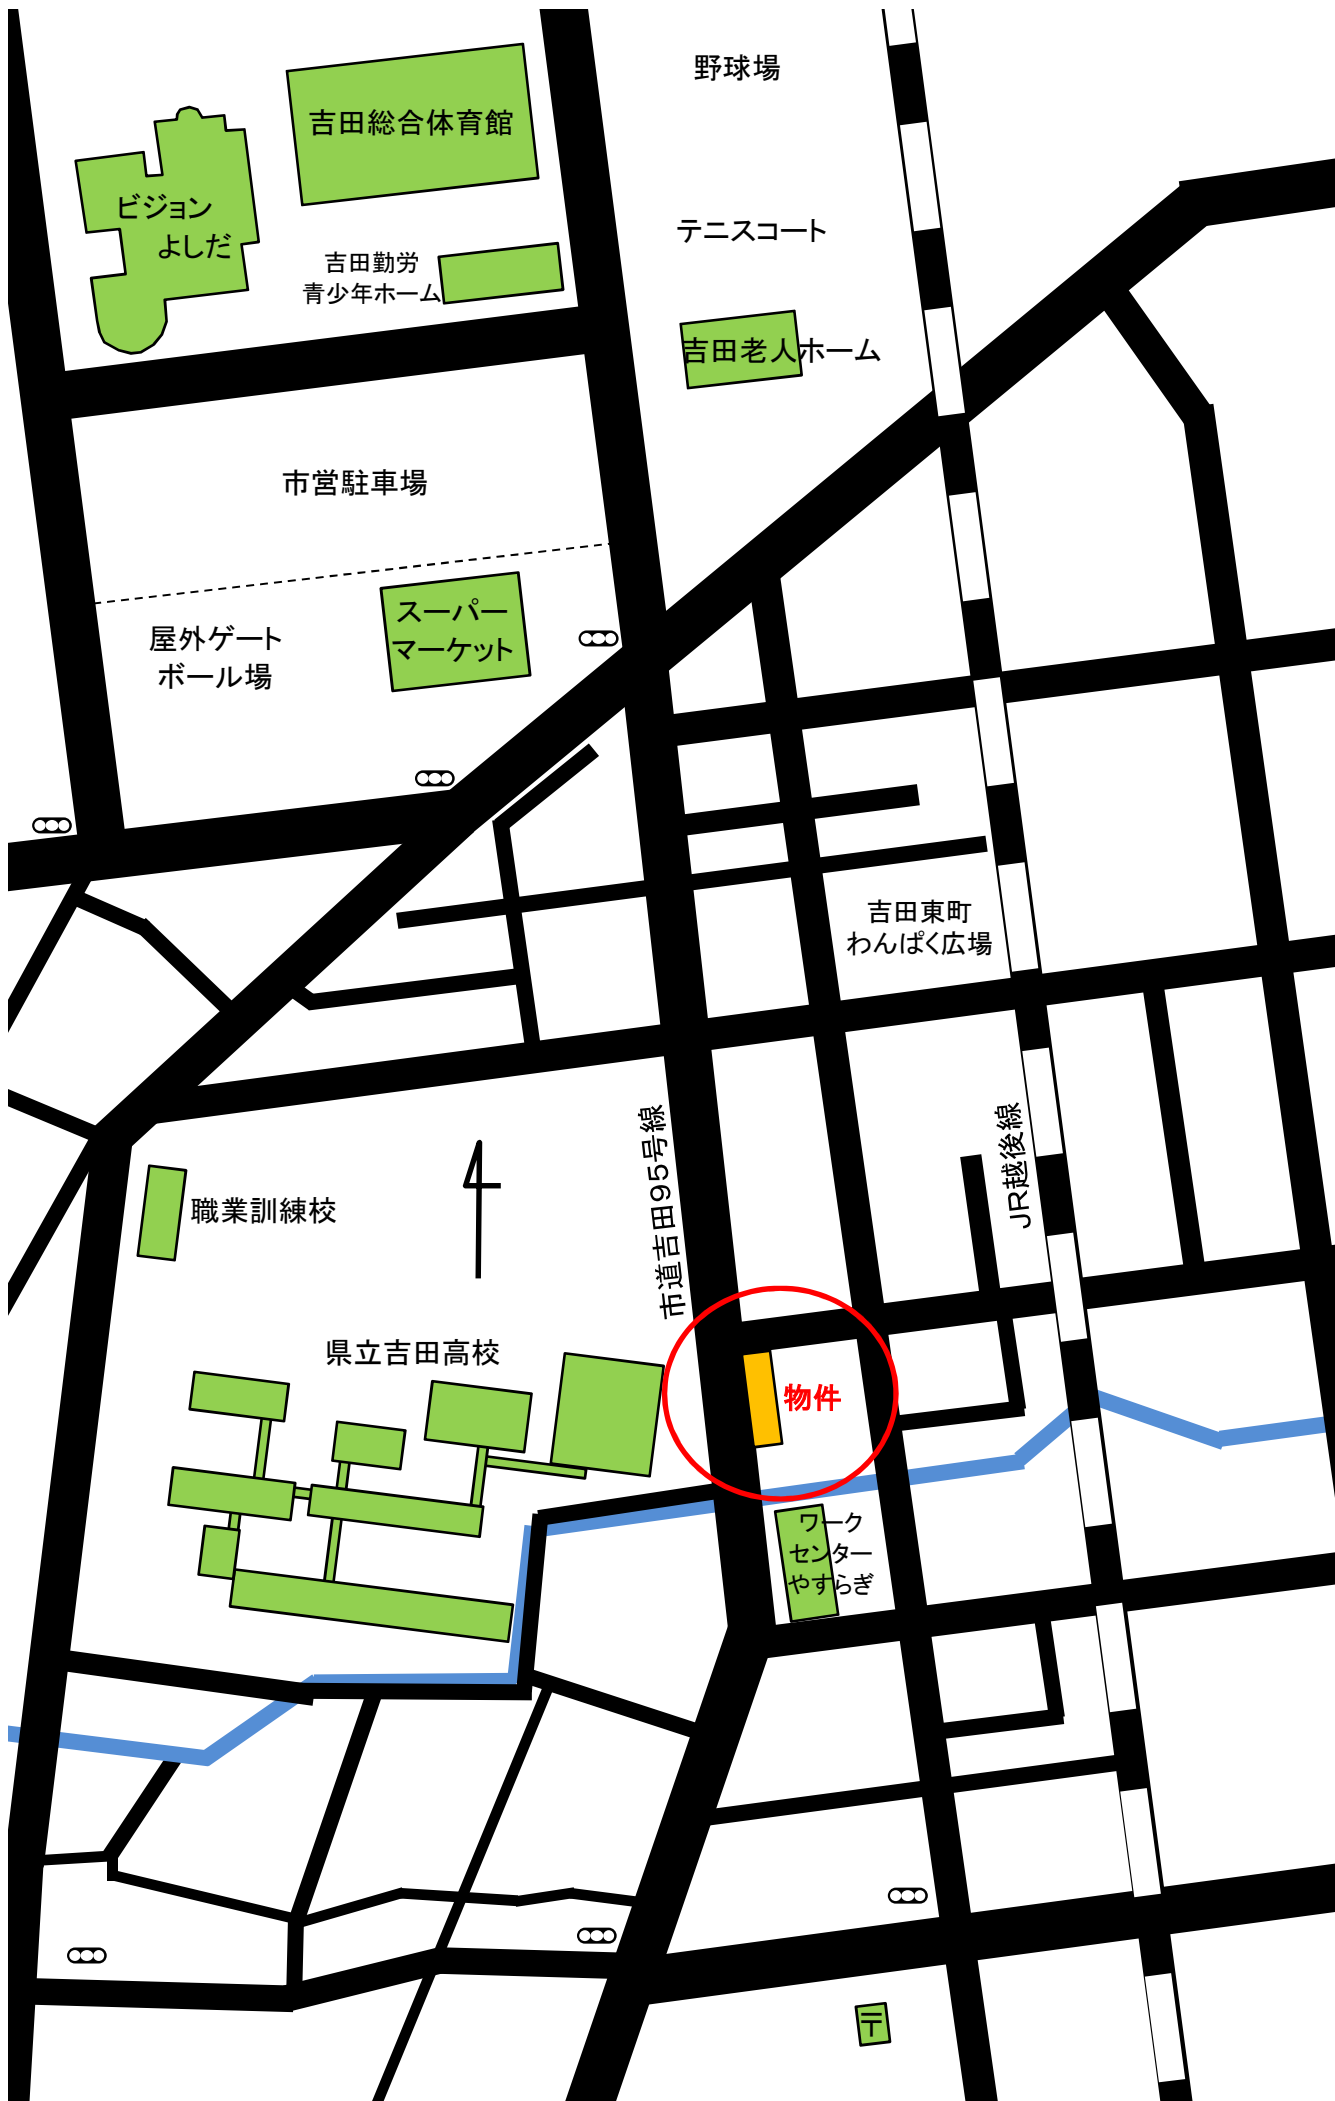 野球場
吉田総合体育館
ビジョン
よしだ
テニスコート
吉田勤労
青少年ホーム
吉田老人ホーム
市営駐車場
スーパー
マーケット
屋外ゲート
ボール場
吉田東町
わんぱく広場
市道吉田95号線
JR越後線
職業訓練校
県立吉田高校
物件
ワーク
センター
やすらぎ
〒